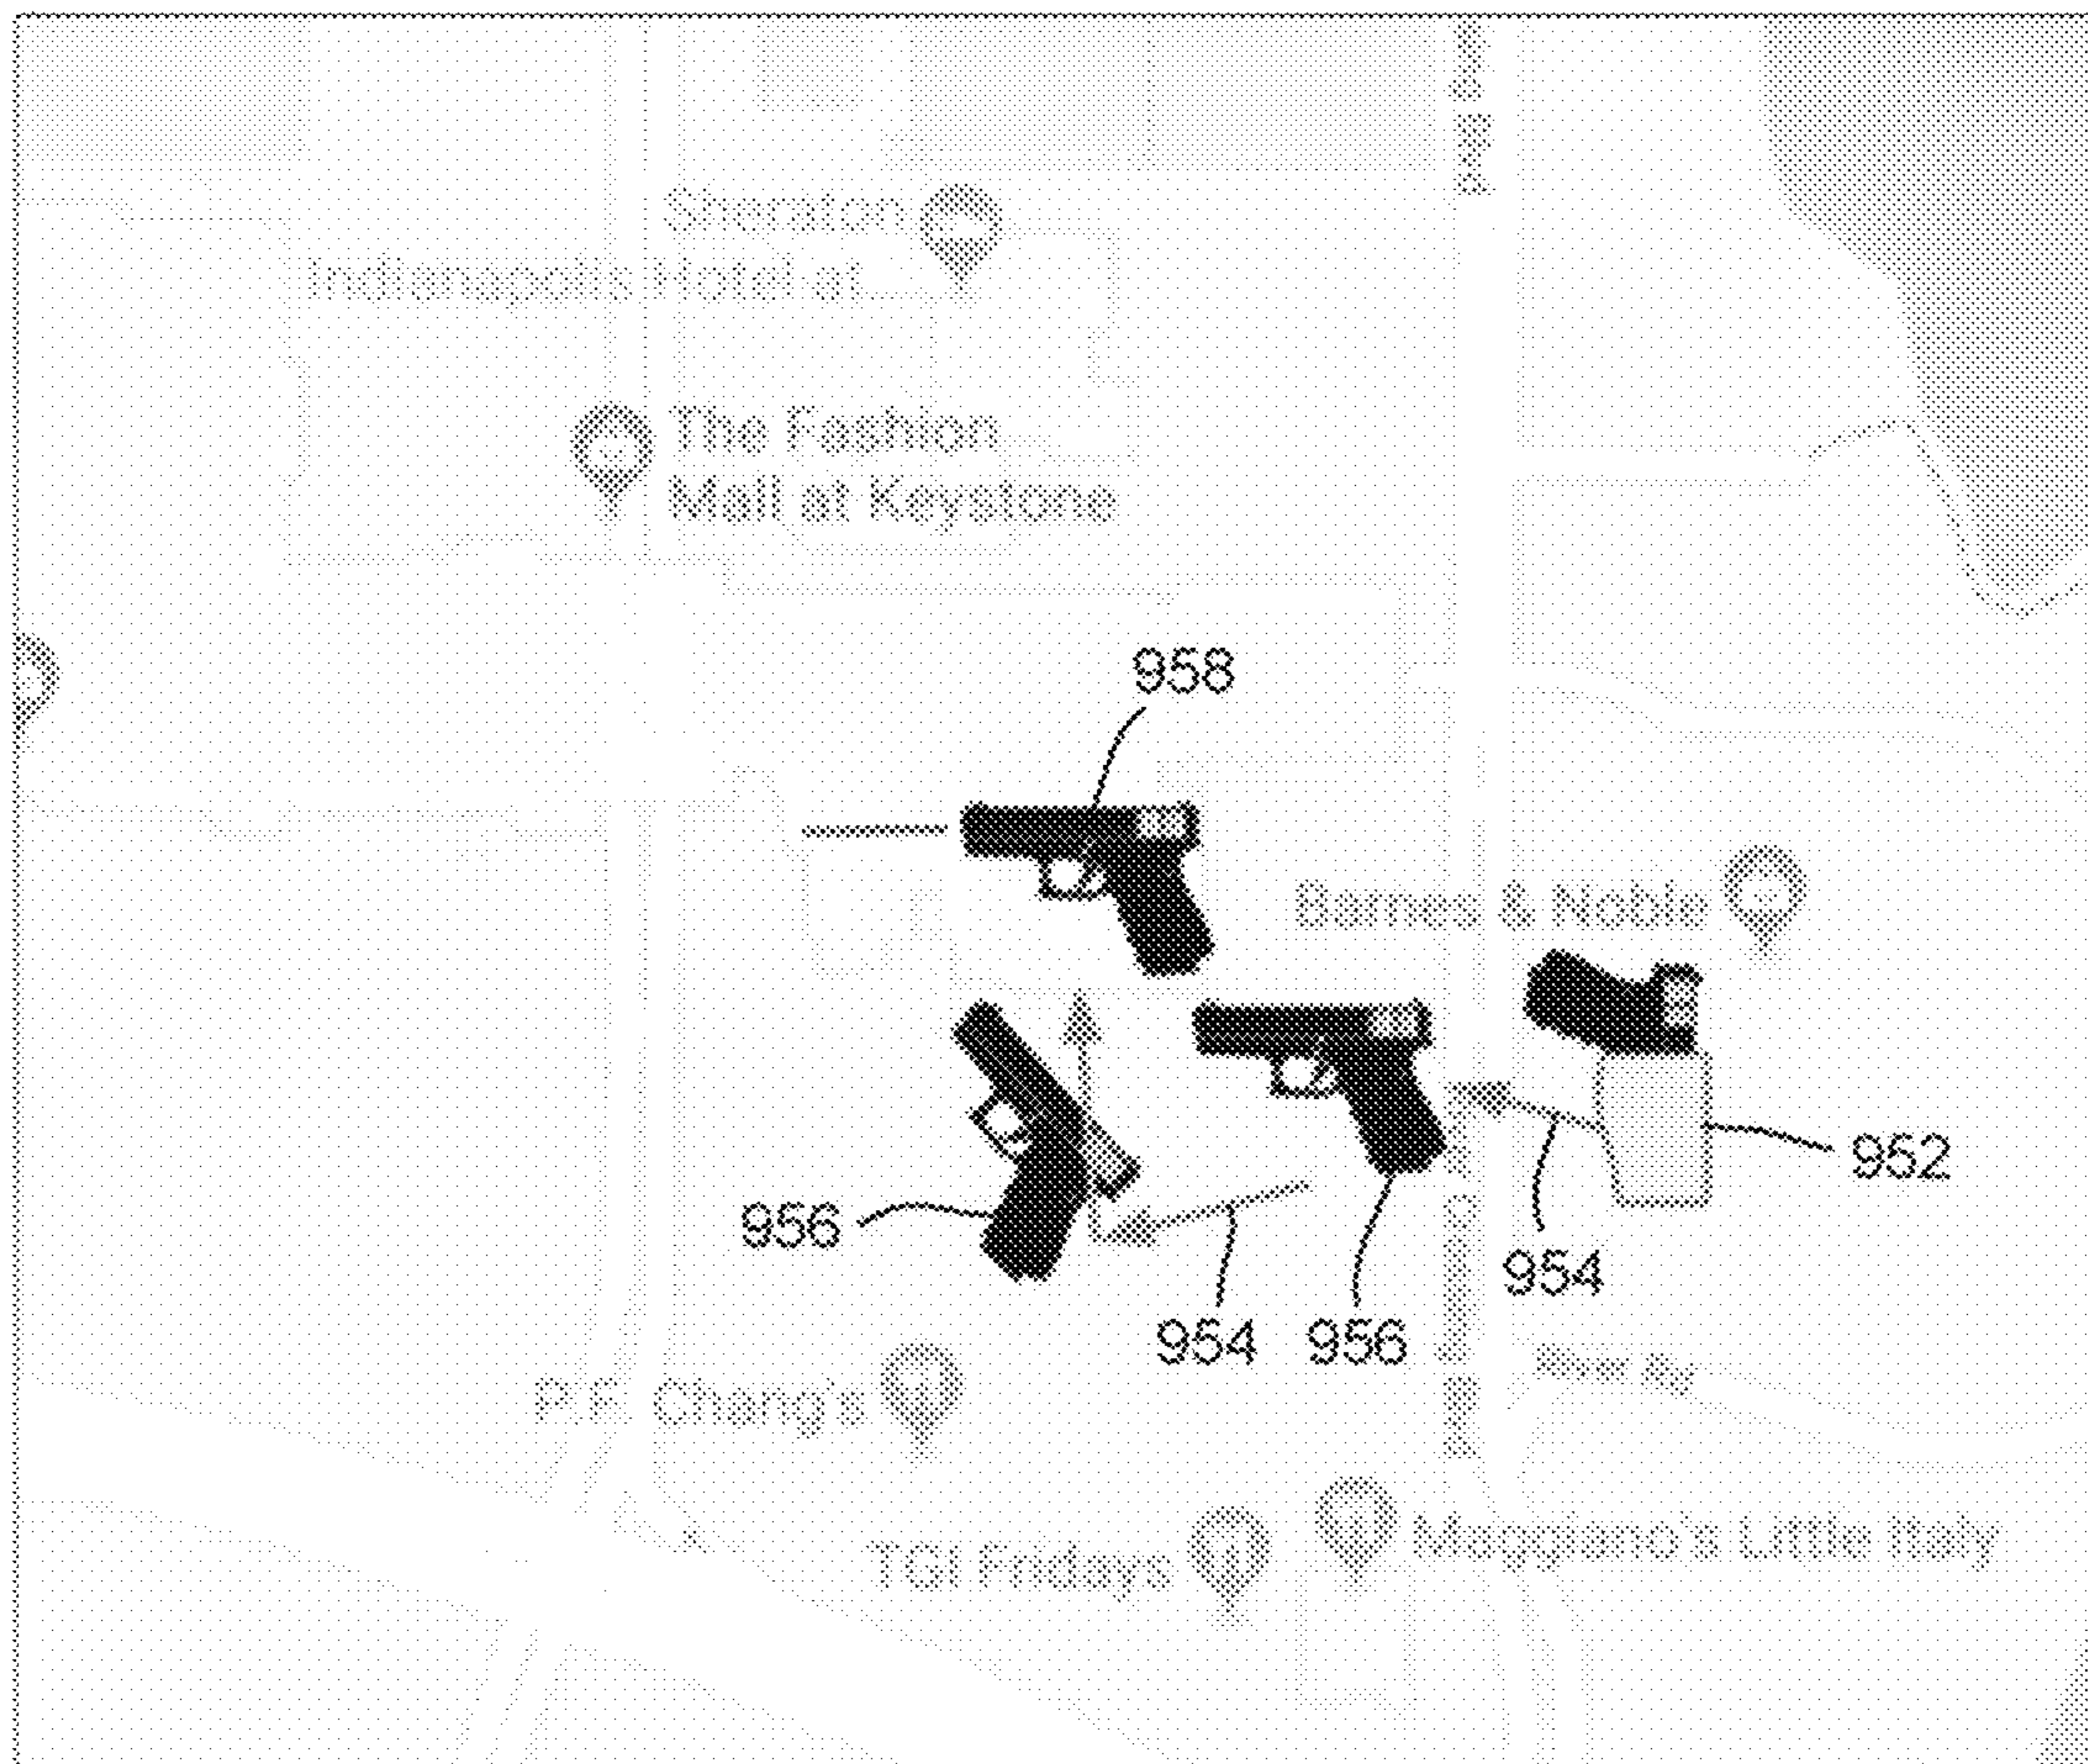 Sheraton
Indianapolis Hotel at...
The Fashion
Mall at Keystone
958
Barnes & Noble
952
956
954
954
956
P.F. Chang's
TGI Fridays
Maggiano's Little Italy